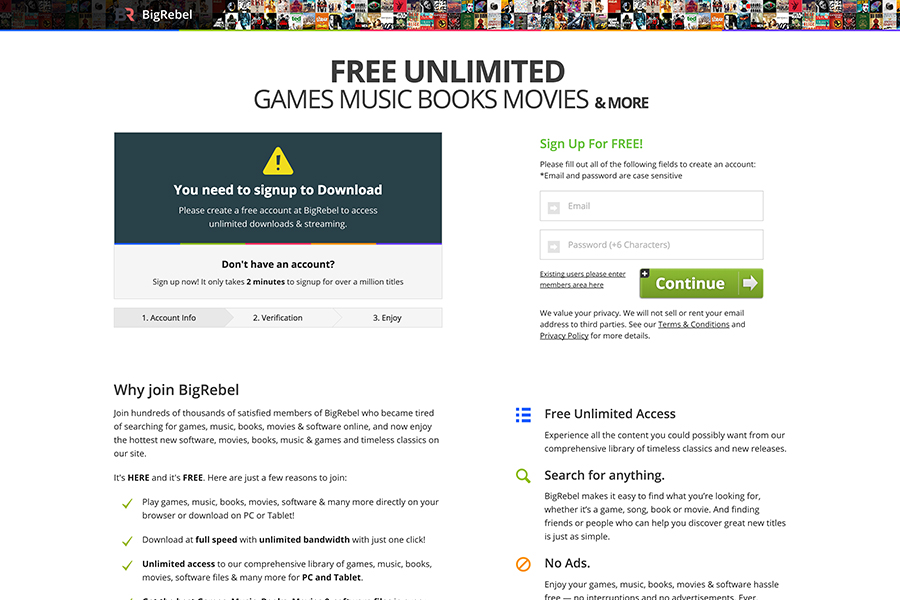 BR BigRebel
FREE UNLIMITED
GAMES MUSIC BOOKS MOVIES & MORE
You need to signup to Download
Please create a free account at BigRebel to access
unlimited downloads & streaming.
Don't have an account?
Sign up now! It only takes 2 minutes to signup for over a million titles
1. Account Info
2. Verification
3. Enjoy
Sign Up For FREE!
Please fill out all of the following fields to create an account:
*Email and password are case sensitive
Email
Password (+6 Characters)
Existing users please enter
members area here
Continue
We value your privacy. We will not sell or rent your email
address to third parties. See our Terms & Conditions and
Privacy Policy for more details.
Why join BigRebel
Join hundreds of thousands of satisfied members of BigRebel who became tired
of searching for games, music, books, movies & software online, and now enjoy
the hottest new software, movies, books, music & games and timeless classics on
our site.
It's HERE and it's FREE. Here are just a few reasons to join:
Play games, music, books, movies, software & many more directly on your
browser or download on PC or Tablet!
Download at full speed with unlimited bandwidth with just one click!
Unlimited access to our comprehensive library of games, music, books,
movies, software files & many more for PC and Tablet.
Free Unlimited Access
Experience all the content you could possibly want from our
comprehensive library of timeless classics and new releases.
Search for anything.
BigRebel makes it easy to find what you're looking for,
whether it's a game, song, book or movie. And finding
friends or people who can help you discover great new titles
is just as simple.
No Ads.
Enjoy your games, music, books, movies & software hassle
free — no interruptions and no advertisements. Ever.